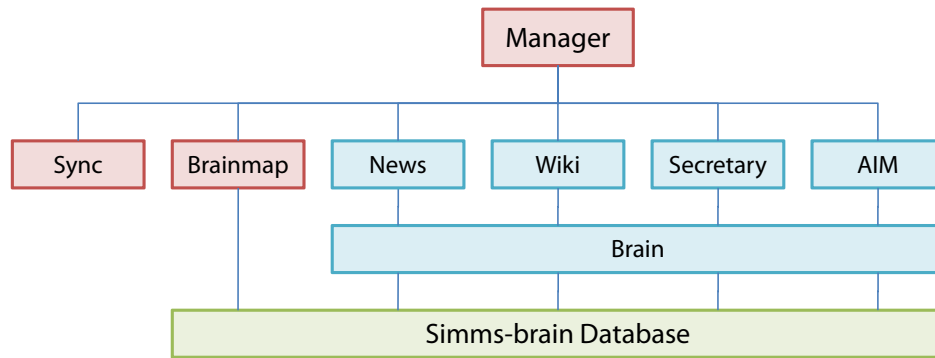 Manager
Sync
Brainmap
News
Wiki
Secretary
AIM
Brain
Simms-brain Database